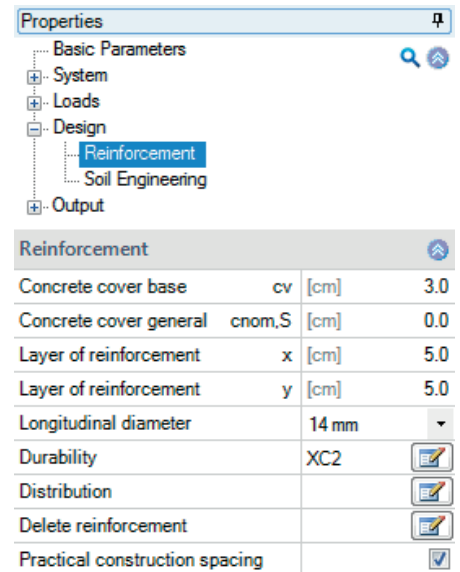 Properties
Basic Parameters
System
Loads
Design
Reinforcement
Soil Engineering
Output
Reinforcement
Concrete cover base cv [cm] 3.0
Concrete cover general cnom,S [cm] 0.0
Layer of reinforcement x [cm] 5.0
Layer of reinforcement y [cm] 5.0
Longitudinal diameter 14 mm
Durability XC2
Distribution
Delete reinforcement
Practical construction spacing